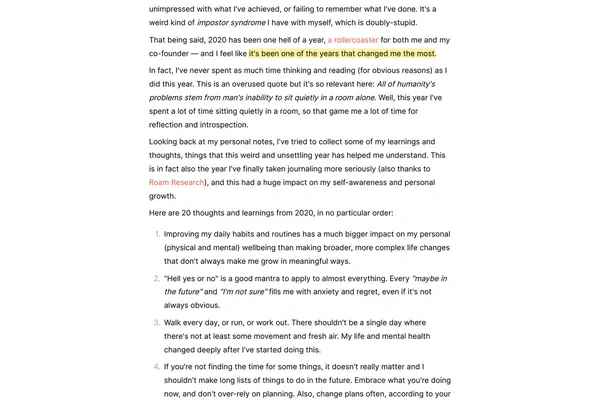 unimpressed with what I've achieved, or failing to remember what I've done. It's a
weird kind of impostor syndrome I have with myself, which is doubly-stupid.
That being said, 2020 has been one hell of a year, a rollercoaster for both me and my
co-founder — and I feel like it's been one of the years that changed me the most.
In fact, I've never spent as much time thinking and reading (for obvious reasons) as I
did this year. This is an overused quote but it's so relevant here: All of humanity's
problems stem from man's inability to sit quietly in a room alone. Well, this year I've
spent a lot of time sitting quietly in a room, so that game me a lot of time for
reflection and introspection.
Looking back at my personal notes, I've tried to collect some of my learnings and
thoughts, things that this weird and unsettling year has helped me understand. This
is in fact also the year I've finally taken journaling more seriously (also thanks to
Roam Research), and this had a huge impact on my self-awareness and personal
growth.
Here are 20 thoughts and learnings from 2020, in no particular order:
1. Improving my daily habits and routines has a much bigger impact on my personal
(physical and mental) wellbeing than making broader, more complex life changes
that don't always make me grow in meaningful ways.
2. "Hell yes or no" is a good mantra to apply to almost everything. Every "maybe in
the future" and "I'm not sure" fills me with anxiety and regret, even if it's not
always obvious.
3. Walk every day, or run, or work out. There shouldn't be a single day where
there's not at least some movement and fresh air. My life and mental health
changed deeply after I've started doing this.
4. If you're not finding the time for some things, it doesn't really matter and I
shouldn't make long lists of things to do in the future. Embrace what you're doing
now, and don't over-rely on planning. Also, change plans often, according to your